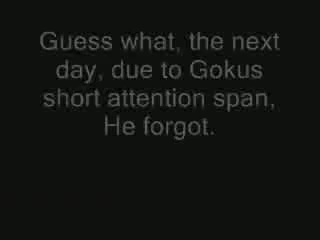 Guess what, the next
day, due to Gokus
short attention span,
He forgot.